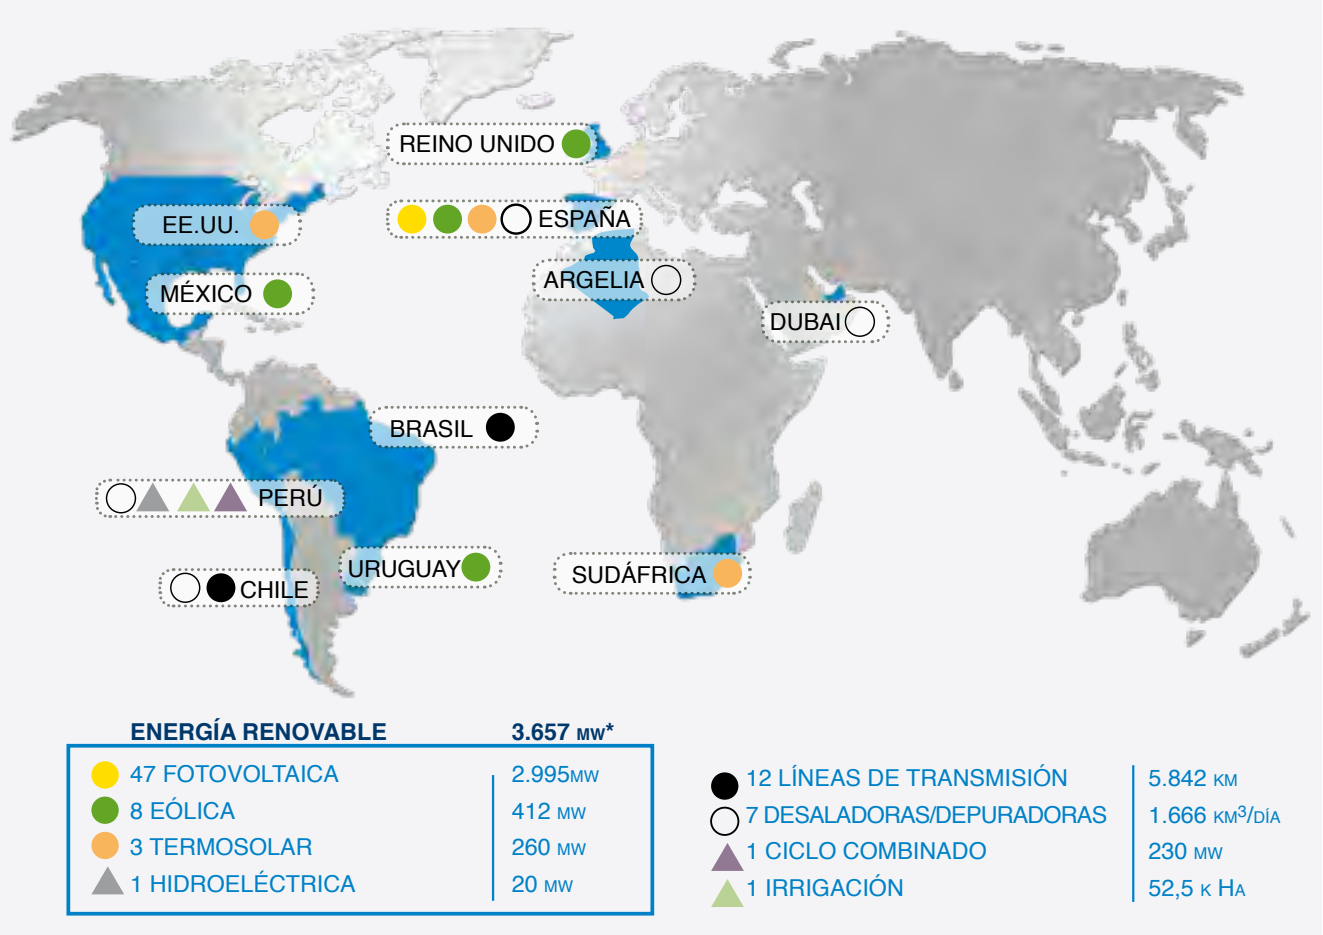 REINO UNIDO
EE.UU.
ESPAÑA
MÉXICO
ARGELIA
DUBAI
BRASIL
PERÚ
URUGUAY
SUDÁFRICA
CHILE
ENERGÍA RENOVABLE 3.657 MW*
47 FOTOVOLTAICA 2.995MW
8 EÓLICA 412 MW
3 TERMOSOLAR 260 MW
1 HIDROELÉCTRICA 20 MW
12 LÍNEAS DE TRANSMISIÓN 5.842 KM
7 DESALADORAS/DEPURADORAS 1.666 KM³/DÍA
1 CICLO COMBINADO 230 MW
1 IRRIGACIÓN 52,5 K HA